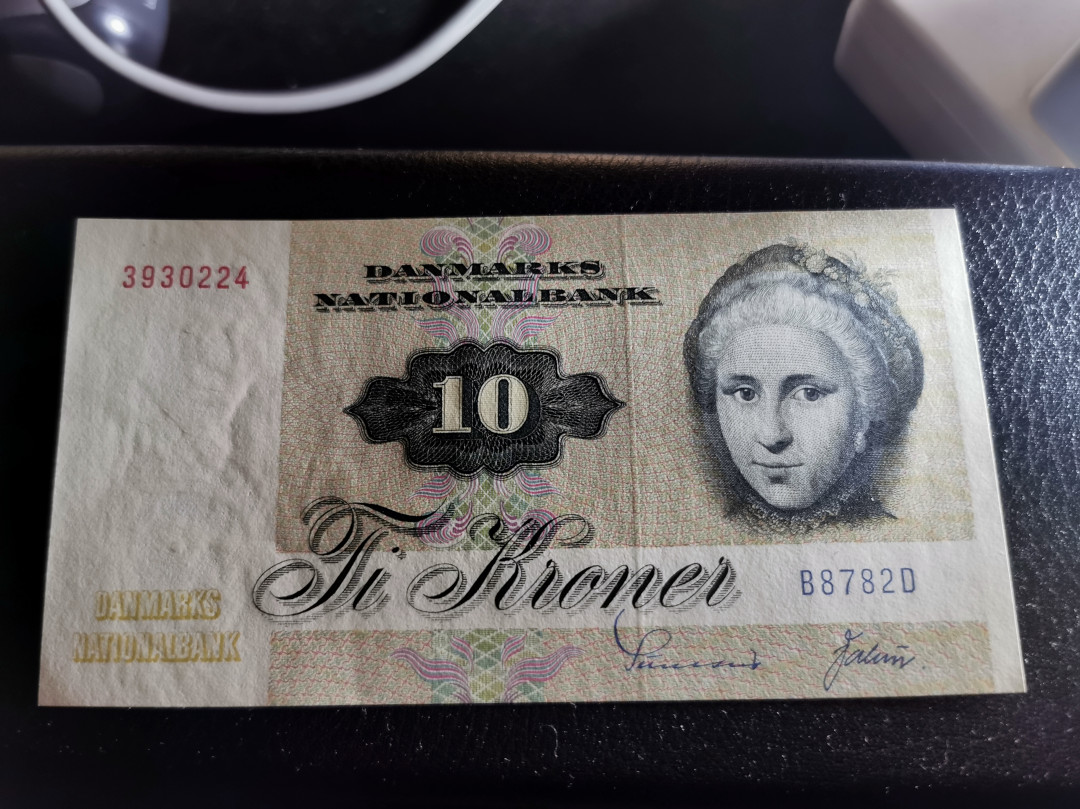 3930224
DANMARKS
NATIONALBANK
10
Ti Kroner
B8782D
DANMARKS
NATIONALBANK